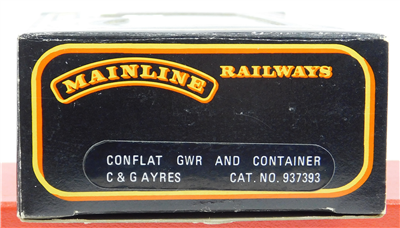 MAINLINE RAILWAYS
CONFLAT GWR AND CONTAINER
C & G AYRES CAT. NO. 937393